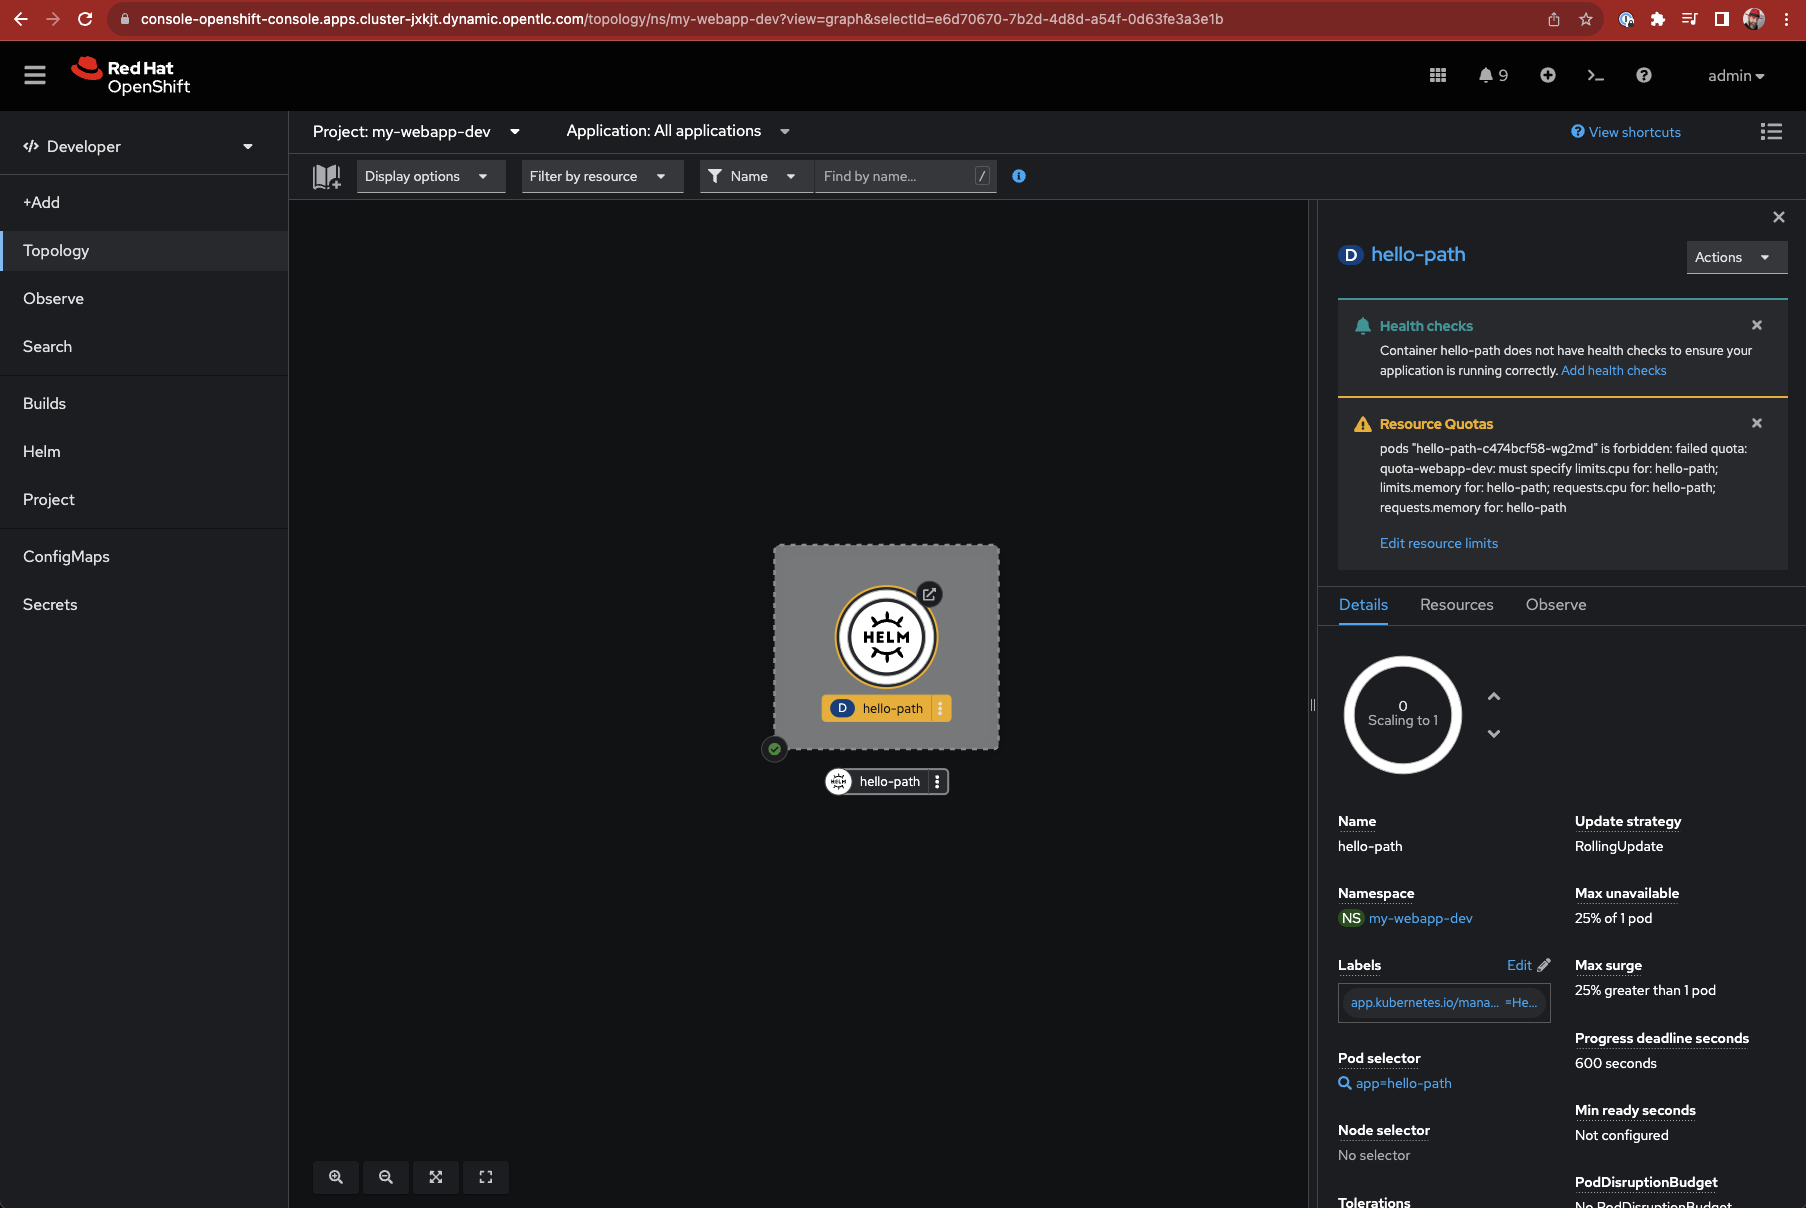 console-openshift-console.apps.cluster-jxkjt.dynamic.opentlc.com/topology/ns/my-webapp-dev?view=graph&selectId=e6d70670-7b2d-4d8d-a54f-0d63fe3a3e1b
Red Hat
OpenShift
9
admin
Developer
Project: my-webapp-dev
Application: All applications
View shortcuts
Display options
Filter by resource
Name
Find by name...
/
+Add
Topology
Observe
Search
Builds
Helm
Project
ConfigMaps
Secrets
HELM
D hello-path
HELM hello-path
D hello-path
Actions
Health checks
Container hello-path does not have health checks to ensure your
application is running correctly. Add health checks
Resource Quotas
pods "hello-path-c474bcf58-wg2md" is forbidden: failed quota:
quota-webapp-dev: must specify limits.cpu for: hello-path;
limits.memory for: hello-path; requests.cpu for: hello-path;
requests.memory for: hello-path
Edit resource limits
Details
Resources
Observe
0
Scaling to 1
Name
hello-path
Update strategy
RollingUpdate
Namespace
NS my-webapp-dev
Max unavailable
25% of 1 pod
Labels
Edit
app.kubernetes.io/mana... =He...
Max surge
25% greater than 1 pod
Pod selector
app=hello-path
Progress deadline seconds
600 seconds
Node selector
No selector
Min ready seconds
Not configured
Tolerations
PodDisruptionBudget
No PodDisruptionBudget